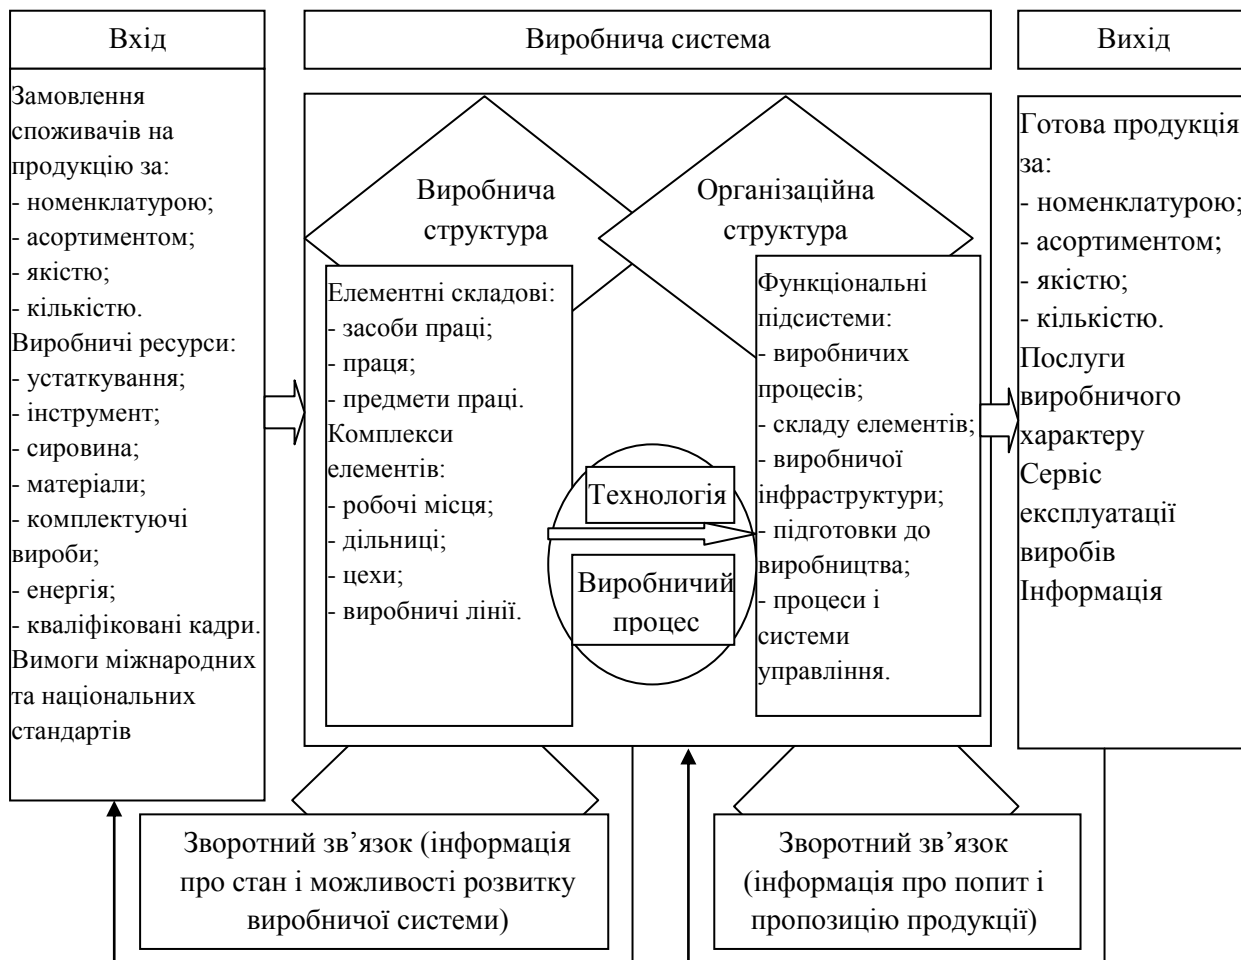 Вхід
Виробнича система
Вихід
Замовлення
споживачів на
продукцію за:
- номенклатурою;
- асортиментом;
- якістю;
- кількістю.
Виробничі ресурси:
- устаткування;
- інструмент;
- сировина;
- матеріали;
- комплектуючі
вироби;
- енергія;
- кваліфіковані кадри.
Вимоги міжнародних
та національних
стандартів
Виробнича
структура
Елементні складові:
- засоби праці;
- праця;
- предмети праці.
Комплекси
елементів:
- робочі місця;
- дільниці;
- цехи;
- виробничі лінії.
Технологія
Виробничий
процес
Організаційна
структура
Функціональні
підсистеми:
- виробничих
процесів;
- складу елементів;
- виробничої
інфраструктури;
- підготовки до
виробництва;
- процеси і
системи
управління.
Готова продукція
за:
- номенклатурою;
- асортиментом;
- якістю;
- кількістю.
Послуги
виробничого
характеру
Сервіс
експлуатації
виробів
Інформація
Зворотний зв’язок (інформація
про стан і можливості розвитку
виробничої системи)
Зворотний зв’язок
(інформація про попит і
пропозицію продукції)